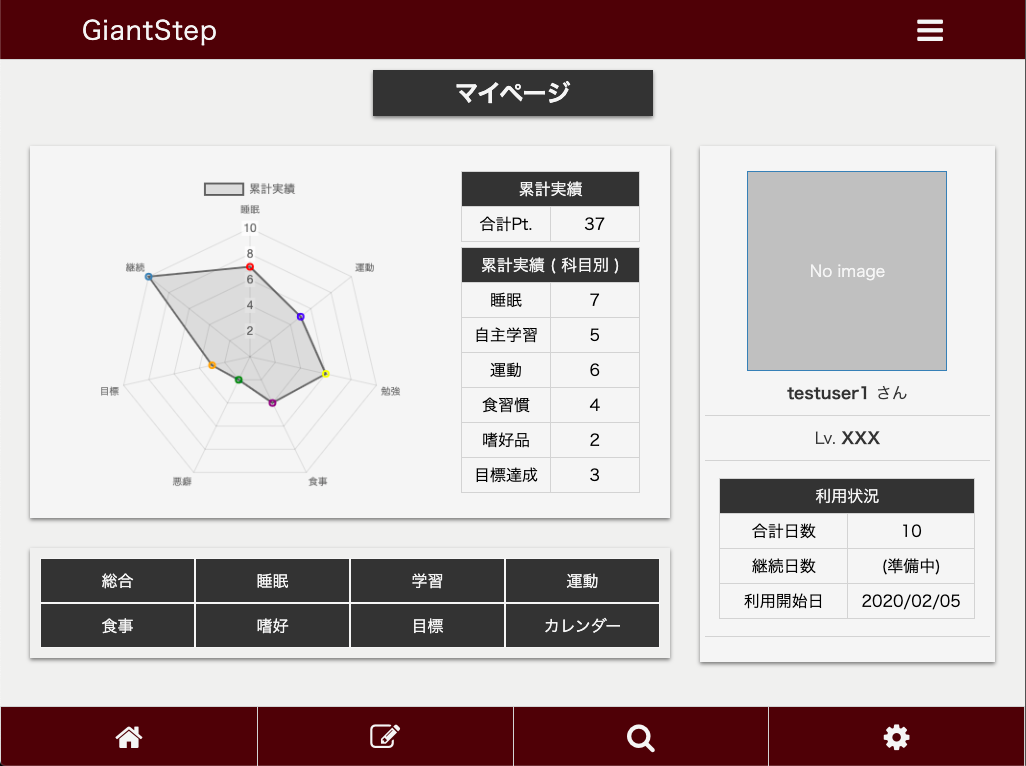 GiantStep
マイページ
累計実績
睡眠
10
8
6
4
2
運動
勉強
食事
悪癖
目標
継続
累計実績
合計Pt. 37
累計実績 ( 科目別 )
睡眠 7
自主学習 5
運動 6
食習慣 4
嗜好品 2
目標達成 3
総合 睡眠 学習 運動
食事 嗜好 目標 カレンダー
No image
testuser1 さん
Lv. XXX
利用状況
合計日数 10
継続日数 (準備中)
利用開始日 2020/02/05